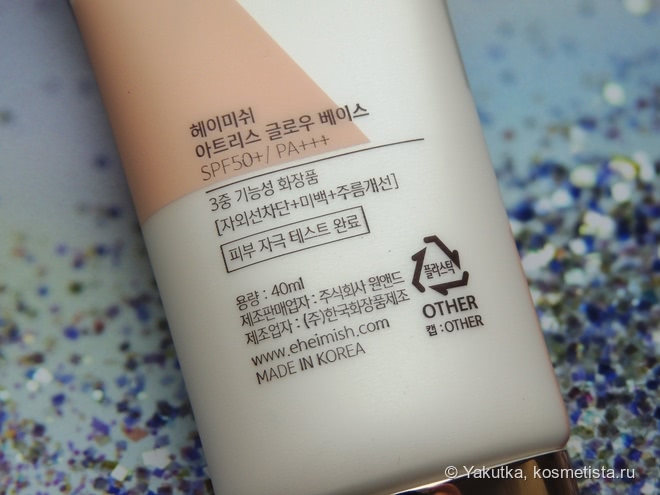 헤이미쉬
아트리스 글로우 베이스
SPF50+/ PA+++
3중 기능성 화장품
[자외선차단+미백+주름개선]
피부 자극 테스트 완료
용량 : 40ml
제조판매업자 : 주식회사 원앤드
제조업자 : (주)한국화장품제조
www.eheimish.com
MADE IN KOREA
플라스틱
OTHER
캡 : OTHER
© Yakutka, kosmetista.ru